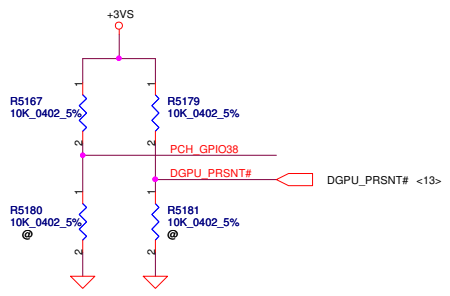 +3VS
1 1
R5167 R5179
10K_0402_5% 10K_0402_5%
2 2
PCH_GPIO38
DGPU_PRSNT# DGPU_PRSNT# <13>
1 1
R5180 R5181
10K_0402_5% 10K_0402_5%
@ @
2 2